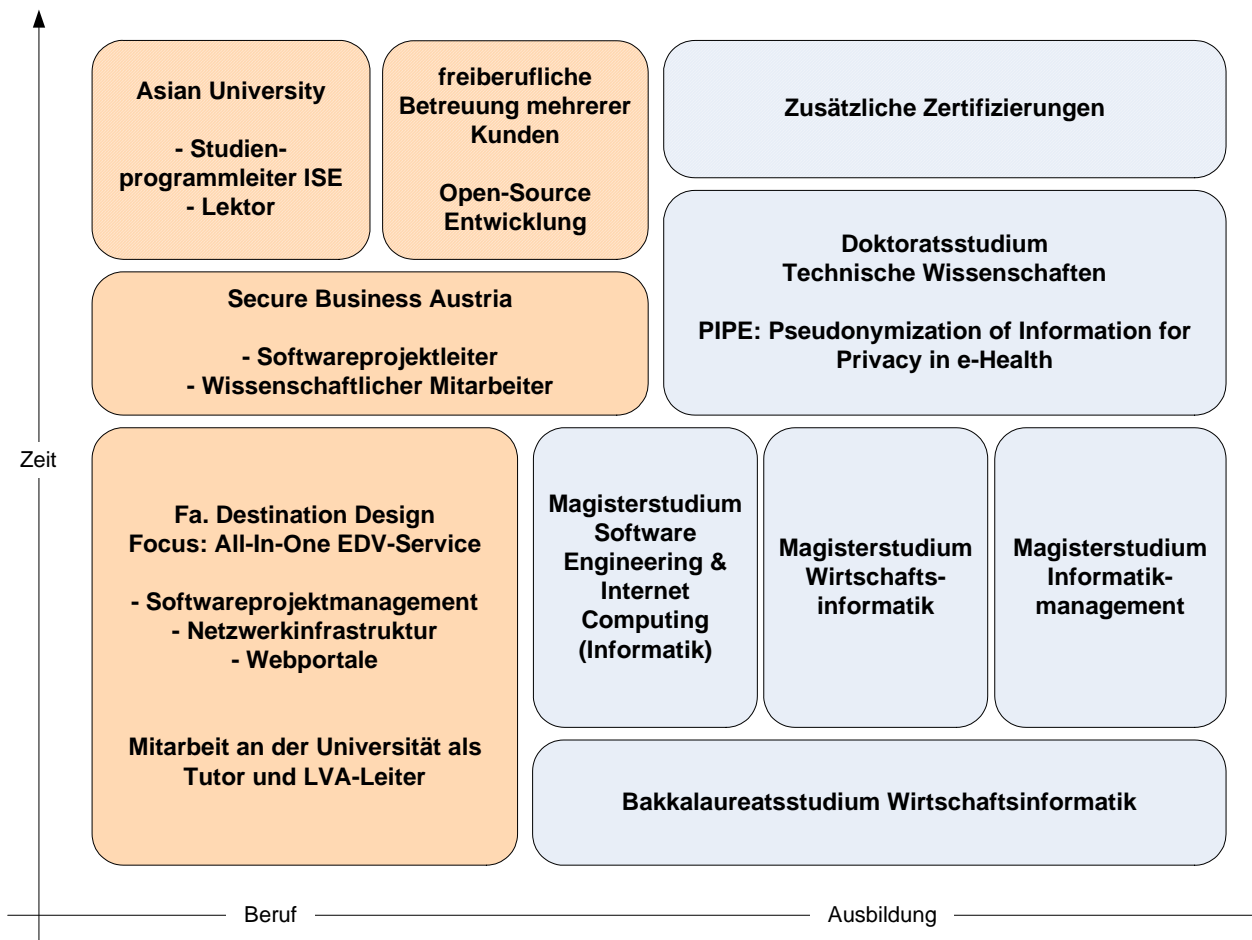 Asian University
- Studien-
programmleiter ISE
- Lektor
freiberufliche
Betreuung mehrerer
Kunden
Open-Source
Entwicklung
Zusätzliche Zertifizierungen
Secure Business Austria
- Softwareprojektleiter
- Wissenschaftlicher Mitarbeiter
Doktoratsstudium
Technische Wissenschaften
PIPE: Pseudonymization of Information for
Privacy in e-Health
Zeit
Fa. Destination Design
Focus: All-In-One EDV-Service
- Softwareprojektmanagement
- Netzwerkinfrastruktur
- Webportale
Mitarbeit an der Universität als
Tutor und LVA-Leiter
Magisterstudium
Software
Engineering &
Internet
Computing
(Informatik)
Magisterstudium
Wirtschafts-
informatik
Magisterstudium
Informatik-
management
Bakkalaureatsstudium Wirtschaftsinformatik
Beruf
Ausbildung